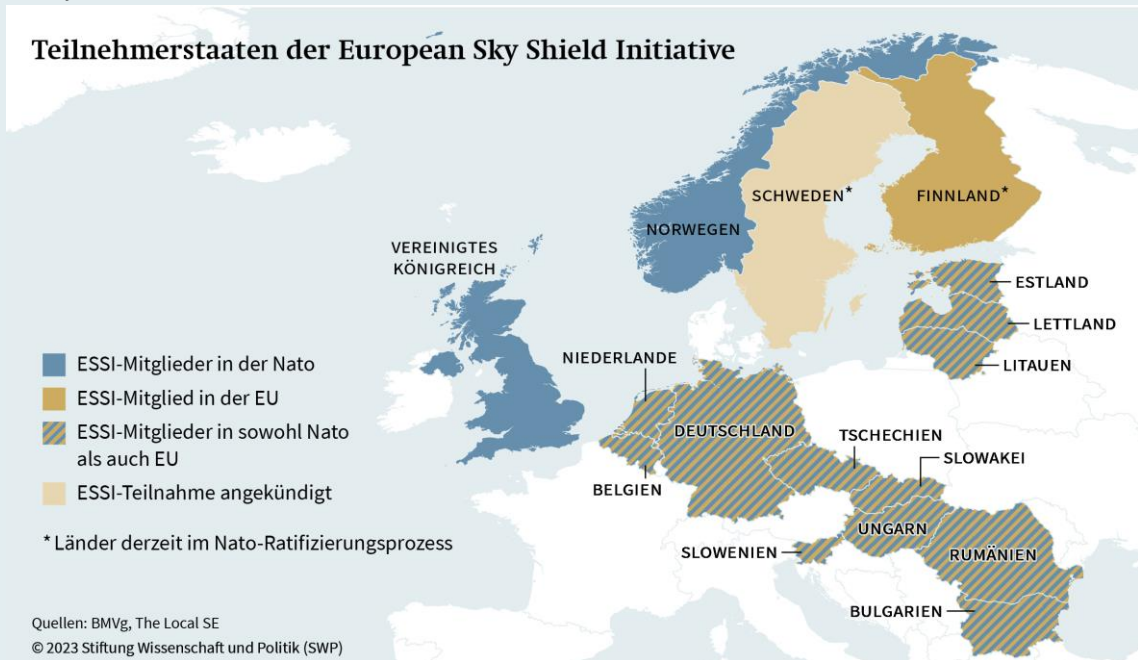 Teilnehmerstaaten der European Sky Shield Initiative
SCHWEDEN*
FINNLAND*
NORWEGEN
VEREINIGTES
KÖNIGREICH
ESTLAND
LETTLAND
LITAUEN
NIEDERLANDE
DEUTSCHLAND
TSCHECHIEN
SLOWAKEI
BELGIEN
UNGARN
SLOWENIEN
RUMÄNIEN
BULGARIEN
ESSI-Mitglieder in der Nato
ESSI-Mitglied in der EU
ESSI-Mitglieder in sowohl Nato
als auch EU
ESSI-Teilnahme angekündigt
* Länder derzeit im Nato-Ratifizierungsprozess
Quellen: BMVg, The Local SE
© 2023 Stiftung Wissenschaft und Politik (SWP)